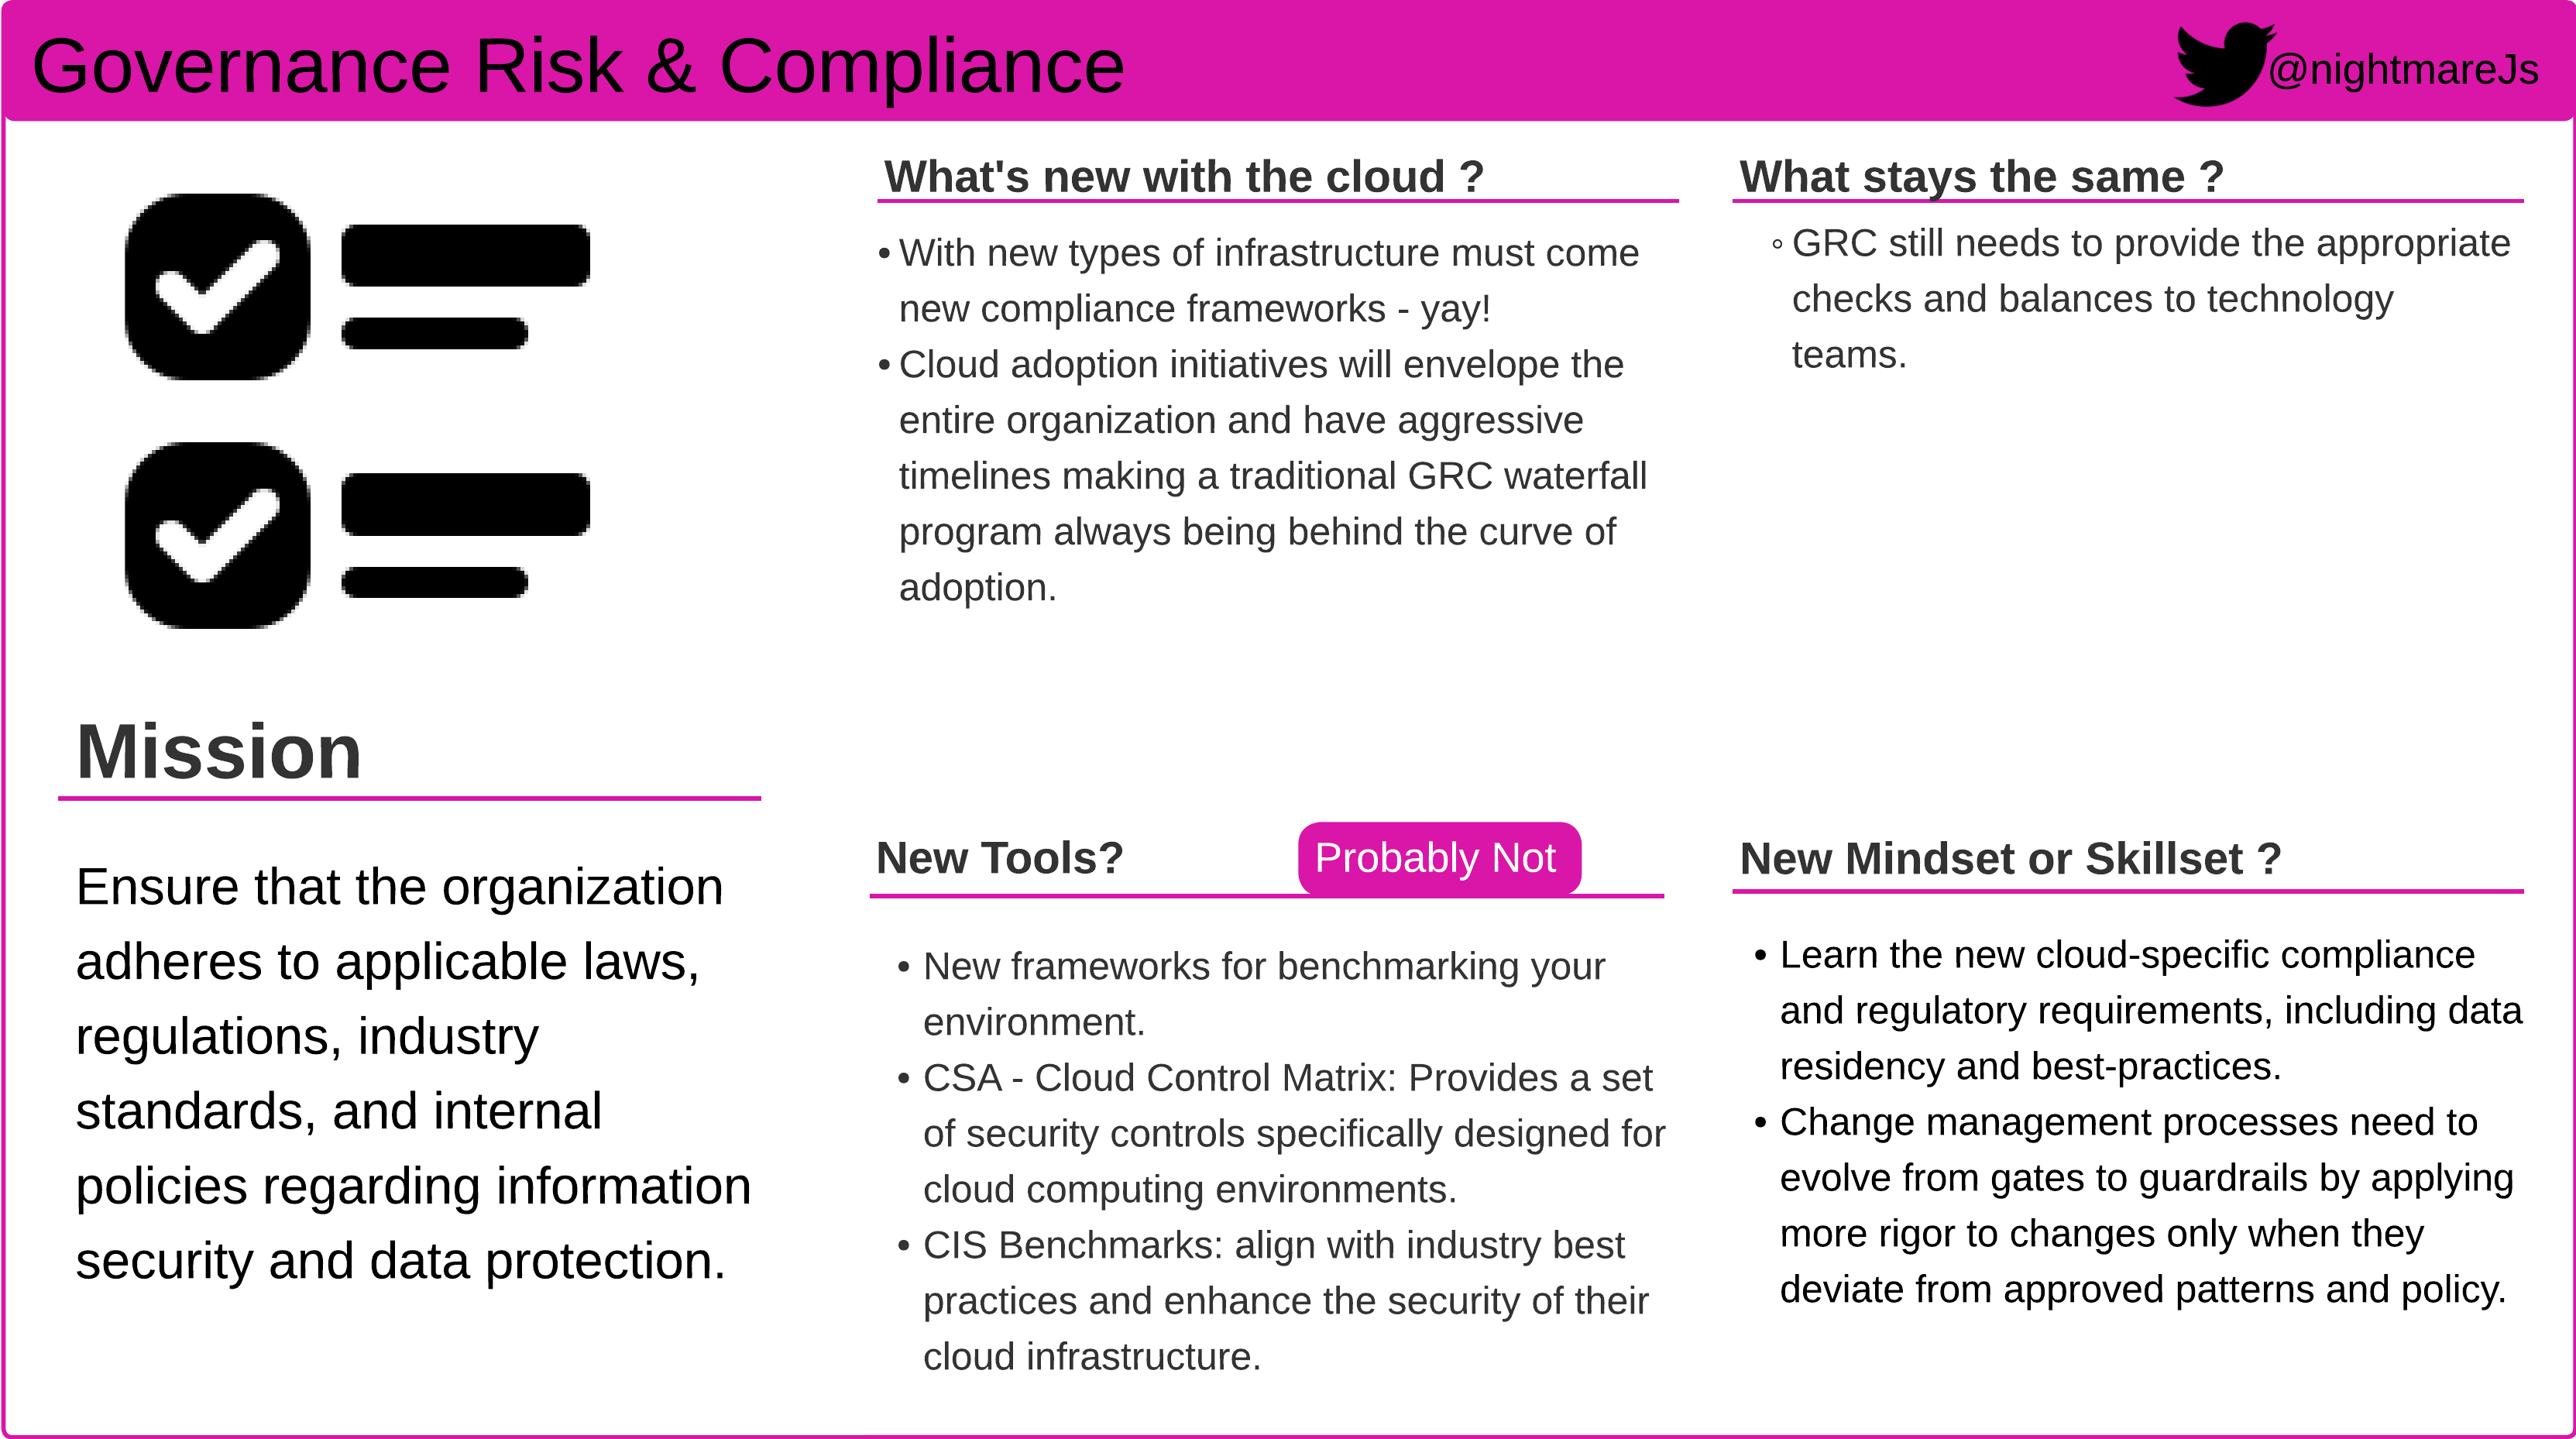 Governance Risk & Compliance
@nightmareJs
Mission
Ensure that the organization
adheres to applicable laws,
regulations, industry
standards, and internal
policies regarding information
security and data protection.
What's new with the cloud ?
• With new types of infrastructure must come
new compliance frameworks - yay!
• Cloud adoption initiatives will envelope the
entire organization and have aggressive
timelines making a traditional GRC waterfall
program always being behind the curve of
adoption.
What stays the same ?
◦ GRC still needs to provide the appropriate
checks and balances to technology
teams.
New Tools?
Probably Not
• New frameworks for benchmarking your
environment.
• CSA - Cloud Control Matrix: Provides a set
of security controls specifically designed for
cloud computing environments.
• CIS Benchmarks: align with industry best
practices and enhance the security of their
cloud infrastructure.
New Mindset or Skillset ?
• Learn the new cloud-specific compliance
and regulatory requirements, including data
residency and best-practices.
• Change management processes need to
evolve from gates to guardrails by applying
more rigor to changes only when they
deviate from approved patterns and policy.